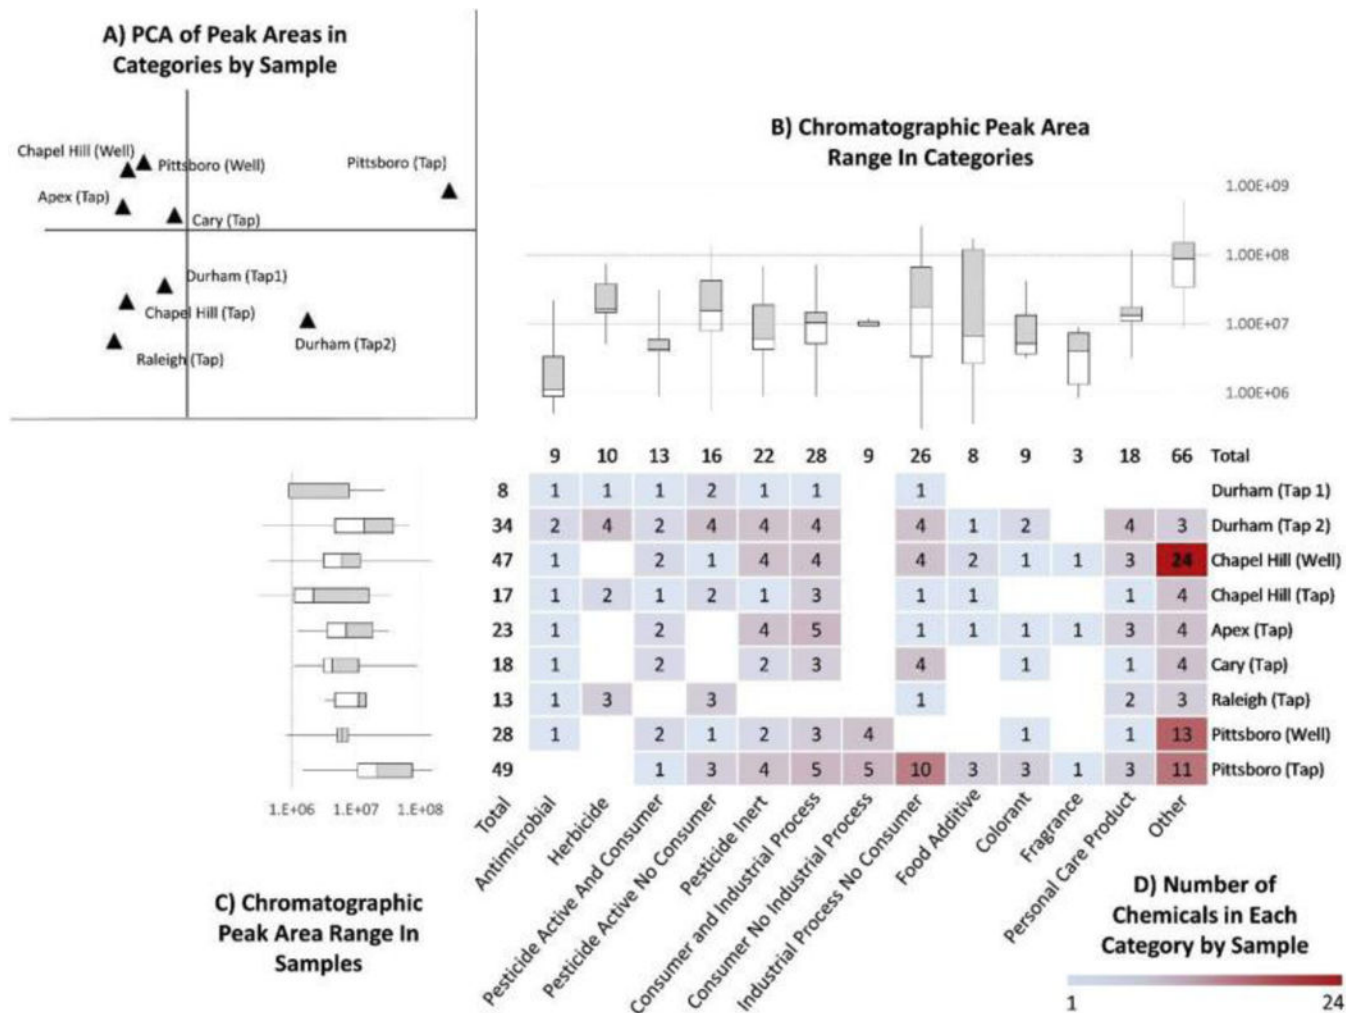 A) PCA of Peak Areas in
Categories by Sample
Chapel Hill (Well)
Pittsboro (Well)
Pittsboro (Tap)
Apex (Tap)
Cary (Tap)
Durham (Tap1)
Chapel Hill (Tap)
Durham (Tap2)
Raleigh (Tap)
B) Chromatographic Peak Area
Range In Categories
1.00E+09
1.00E+08
1.00E+07
1.00E+06
9 10 13 16 22 28 9 26 8 9 3 18 66 Total
8 1 1 1 2 1 1 1 Durham (Tap 1)
34 2 4 2 4 4 4 4 1 2 4 3 Durham (Tap 2)
47 1 2 1 4 4 4 2 1 1 3 24 Chapel Hill (Well)
17 1 2 1 2 1 3 1 1 1 4 Chapel Hill (Tap)
23 1 2 4 5 1 1 1 1 3 4 Apex (Tap)
18 1 2 2 3 4 1 1 4 Cary (Tap)
13 1 3 3 1 2 3 Raleigh (Tap)
28 1 2 1 2 3 4 1 1 13 Pittsboro (Well)
49 1 3 4 5 5 10 3 3 1 3 11 Pittsboro (Tap)
1.E+06 1.E+07 1.E+08
Total
Antimicrobial
Herbicide
Pesticide Active And Consumer
Pesticide Active No Consumer
Pesticide Inert
Consumer and Industrial Process
Consumer No Industrial Process
Industrial Process No Consumer
Food Additive
Colorant
Fragrance
Personal Care Product
Other
C) Chromatographic
Peak Area Range In
Samples
D) Number of
Chemicals in Each
Category by Sample
1 24